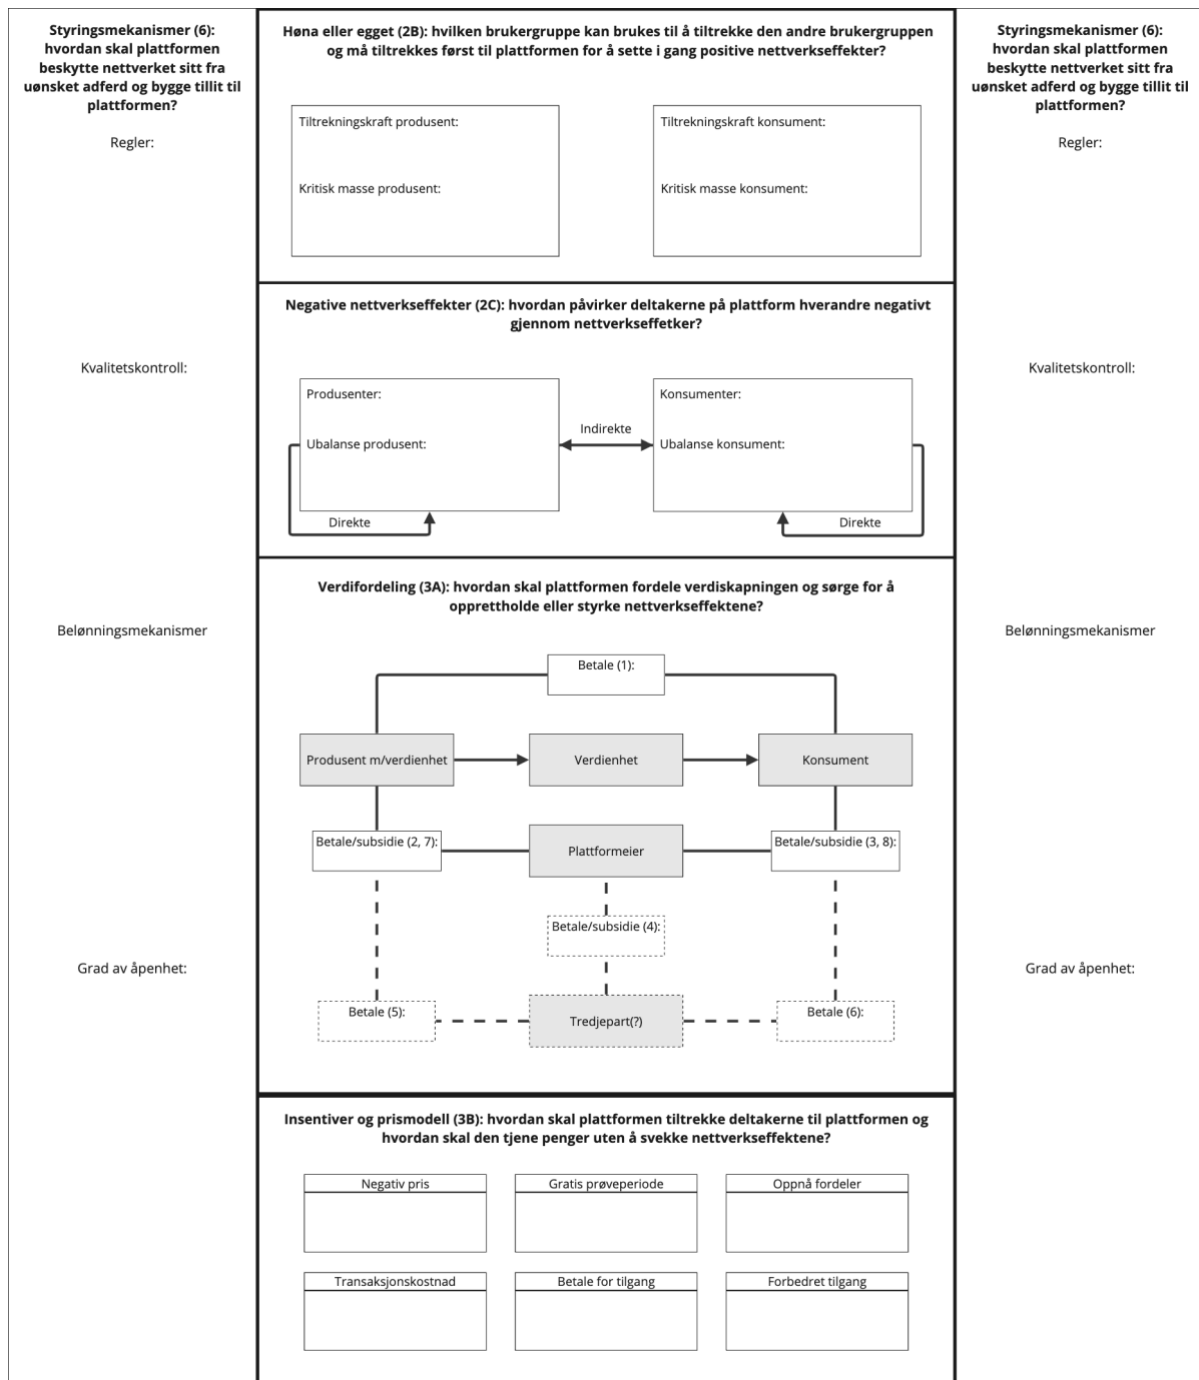 Styringsmekanismer (6):
hvordan skal plattformen
beskytte nettverket sitt fra
uønsket adferd og bygge tillit til
plattformen?
Regler:
Kvalitetskontroll:
Belønningsmekanismer
Grad av åpenhet:
Høna eller egget (2B): hvilken brukergruppe kan brukes til å tiltrekke den andre brukergruppen
og må tiltrekkes først til plattformen for å sette i gang positive nettverkseffekter?
Tiltrekningskraft produsent:
Kritisk masse produsent:
Tiltrekningskraft konsument:
Kritisk masse konsument:
Negative nettverkseffekter (2C): hvordan påvirker deltakerne på plattform hverandre negativt
gjennom nettverkseffetker?
Produsenter:
Ubalanse produsent:
Direkte
Indirekte
Konsumenter:
Ubalanse konsument:
Direkte
Verdifordeling (3A): hvordan skal plattformen fordele verdiskapningen og sørge for å
opprettholde eller styrke nettverkseffektene?
Betale (1):
Produsent m/verdienhet
Verdienhet
Konsument
Betale/subsidie (2, 7):
Plattformeier
Betale/subsidie (3, 8):
Betale/subsidie (4):
Betale (5):
Tredjepart(?)
Betale (6):
Insentiver og prismodell (3B): hvordan skal plattformen tiltrekke deltakerne til plattformen og
hvordan skal den tjene penger uten å svekke nettverkseffektene?
Negativ pris
Gratis prøveperiode
Oppnå fordeler
Transaksjonskostnad
Betale for tilgang
Forbedret tilgang
Styringsmekanismer (6):
hvordan skal plattformen
beskytte nettverket sitt fra
uønsket adferd og bygge tillit til
plattformen?
Regler:
Kvalitetskontroll:
Belønningsmekanismer
Grad av åpenhet: